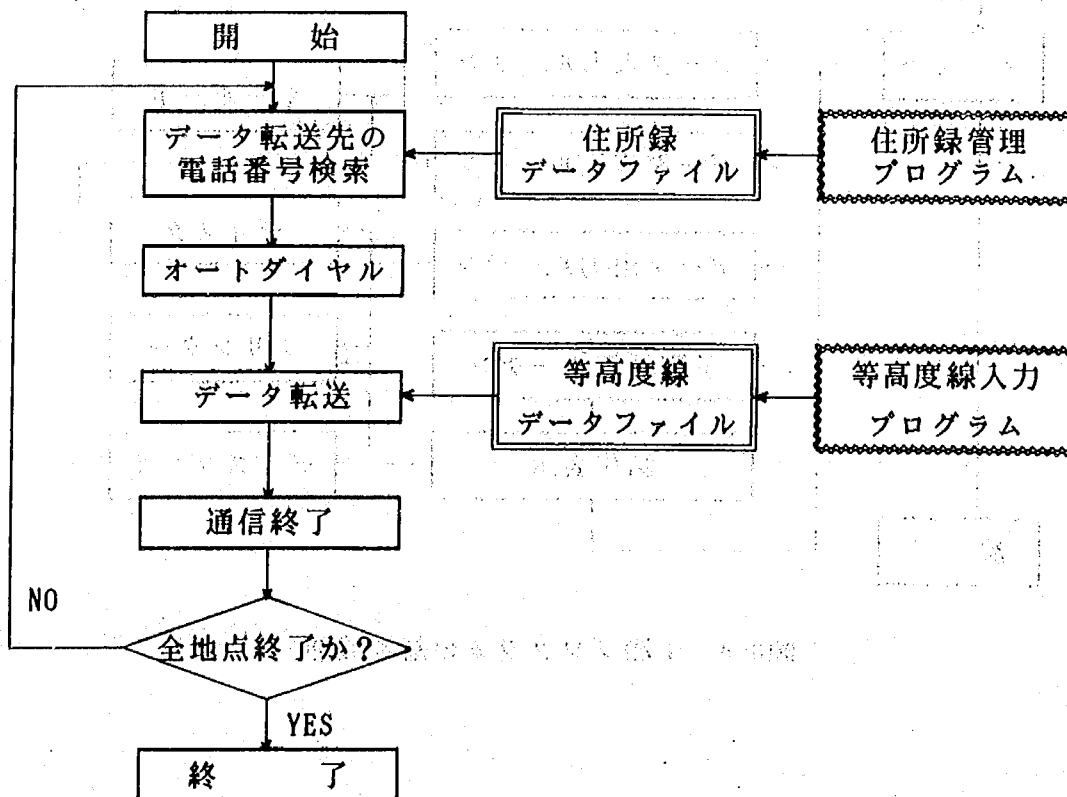 開 始
データ転送先の
電話番号検索
住所録
データファイル
住所録管理
プログラム
オートダイヤル
データ転送
等高度線
データファイル
等高度線入力
プログラム
通信終了
NO
全地点終了か?
YES
終 了